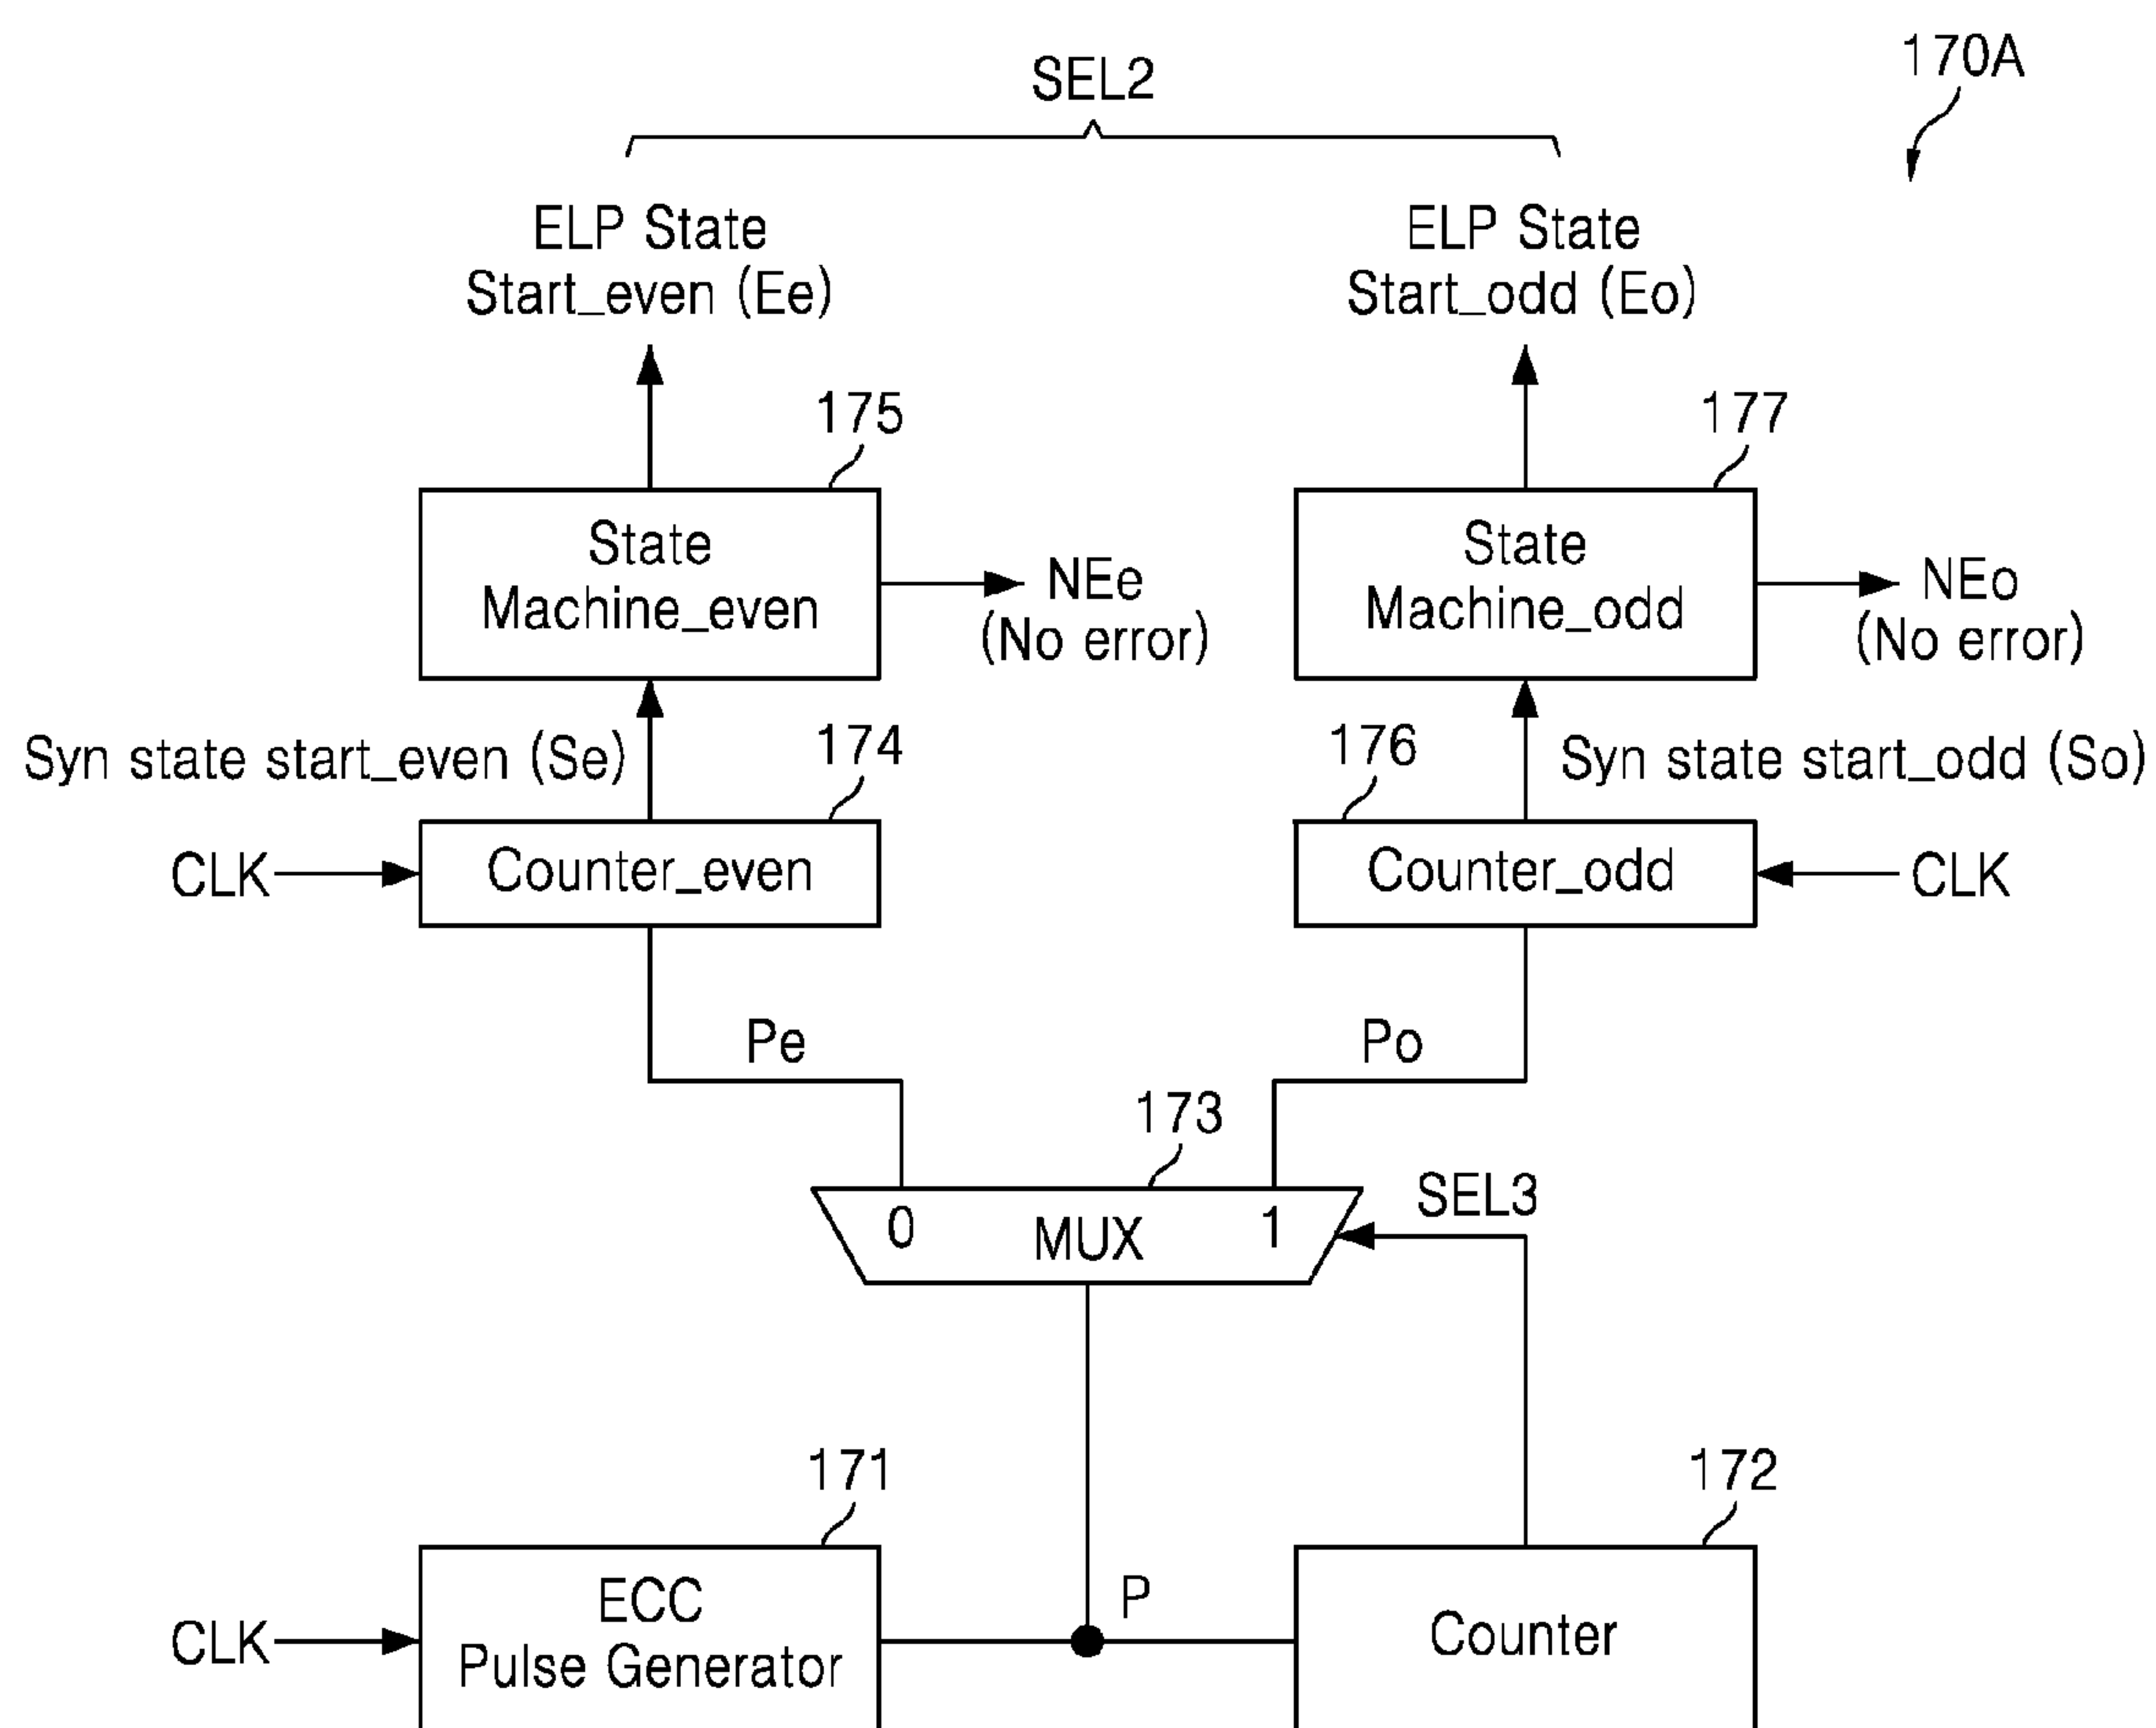 170A
SEL2
ELP State
Start_even (Ee)
ELP State
Start_odd (Eo)
175
177
State
Machine_even
NEe
(No error)
State
Machine_odd
NEo
(No error)
Syn state start_even (Se)
174
176
Syn state start_odd (So)
CLK
Counter_even
Counter_odd
CLK
Pe
Po
173
0
MUX
1
SEL3
171
172
CLK
ECC
Pulse Generator
P
Counter